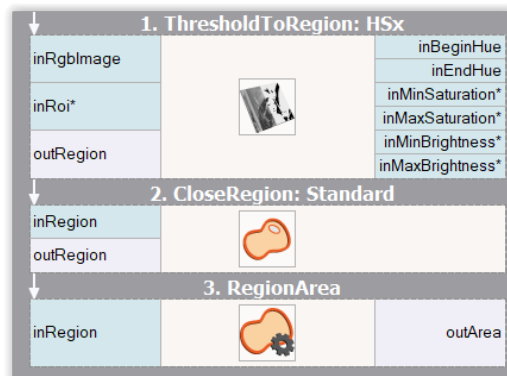 1. ThresholdToRegion: HSx
inRgbImage
inRoi*
outRegion
inBeginHue
inEndHue
inMinSaturation*
inMaxSaturation*
inMinBrightness*
inMaxBrightness*
2. CloseRegion: Standard
inRegion
outRegion
3. RegionArea
inRegion
outArea